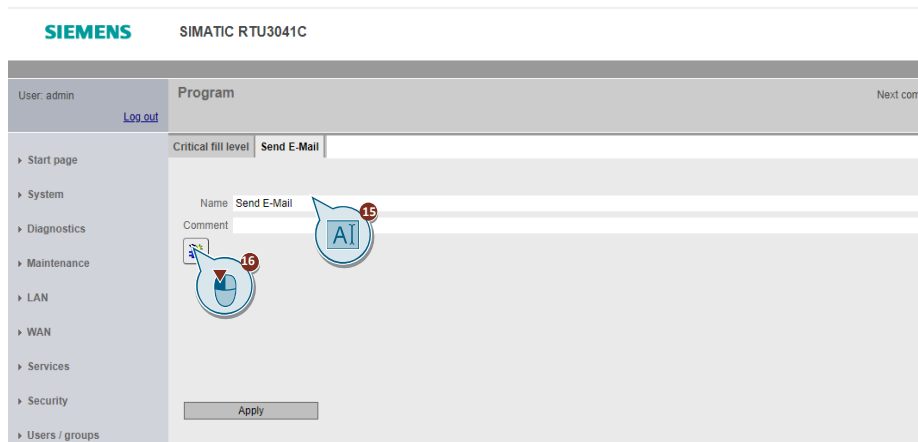 SIEMENS
SIMATIC RTU3041C
User: admin
Log out
Program
Next com
Critical fill level
Send E-Mail
Start page
System
Diagnostics
Maintenance
LAN
WAN
Services
Security
Users / groups
Name Send E-Mail
Comment
15
AI
16
Apply